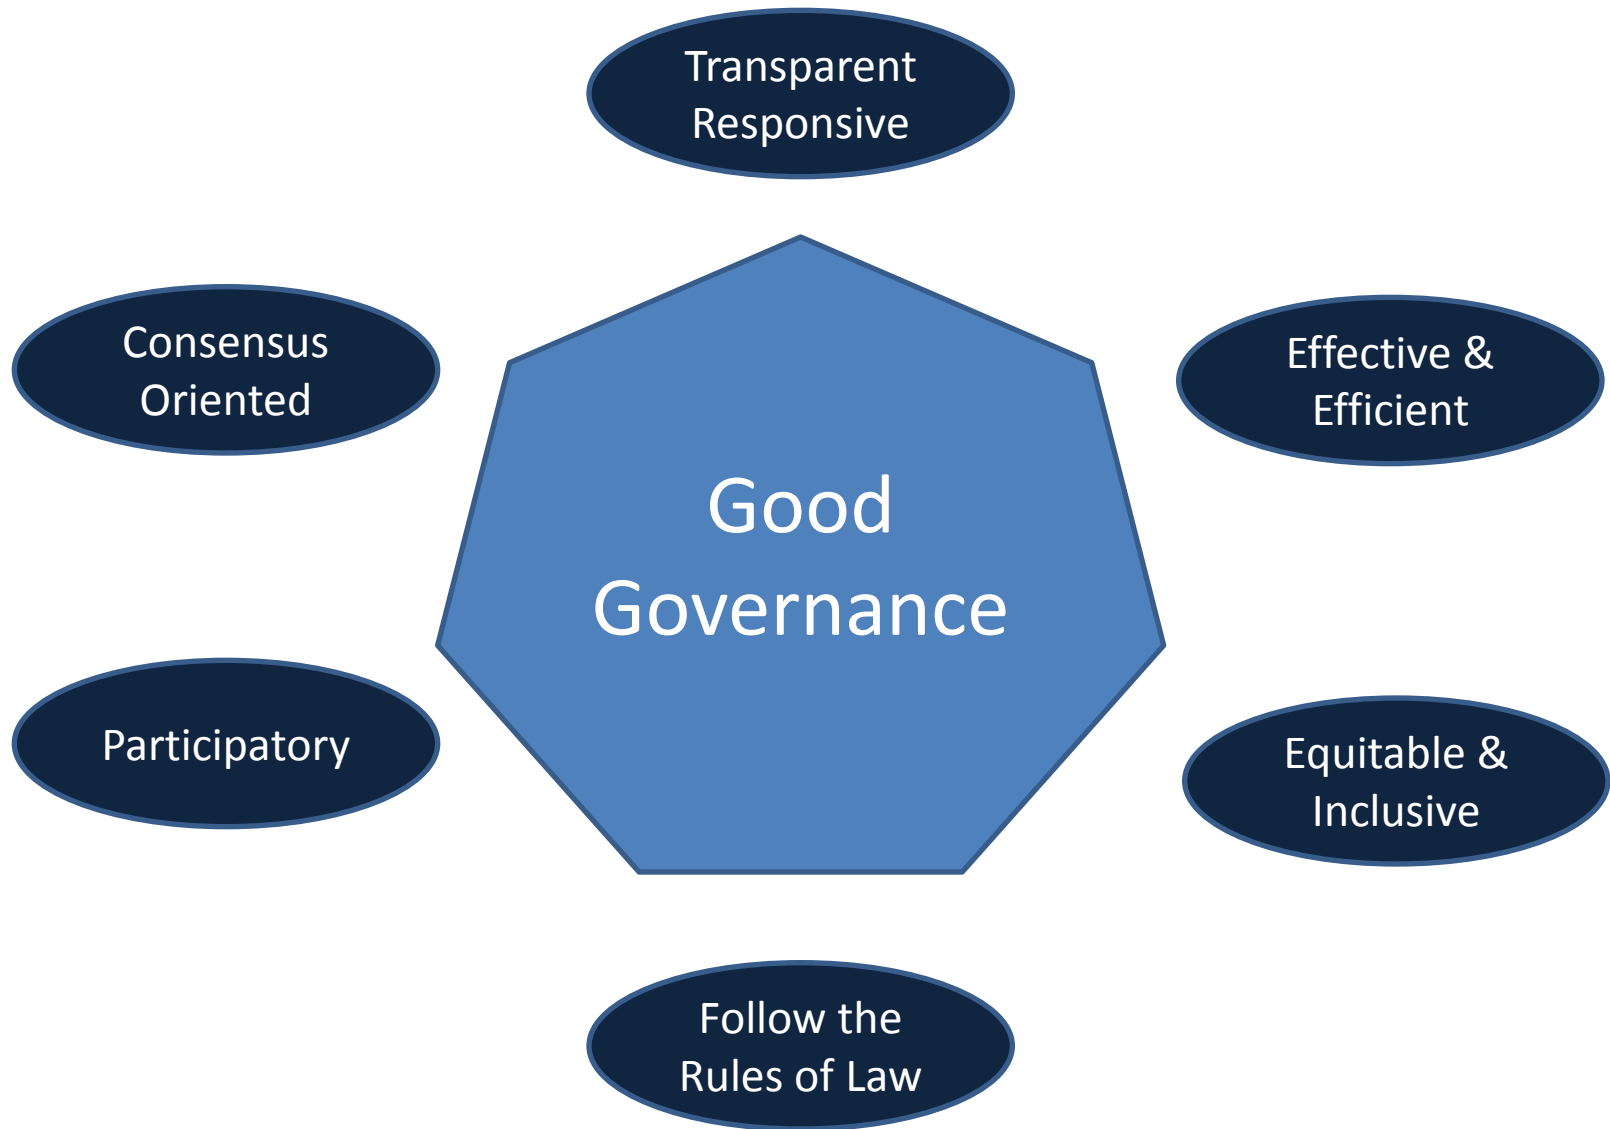 Transparent
Responsive
Consensus
Oriented
Effective &
Efficient
Good
Governance
Participatory
Equitable &
Inclusive
Follow the
Rules of Law